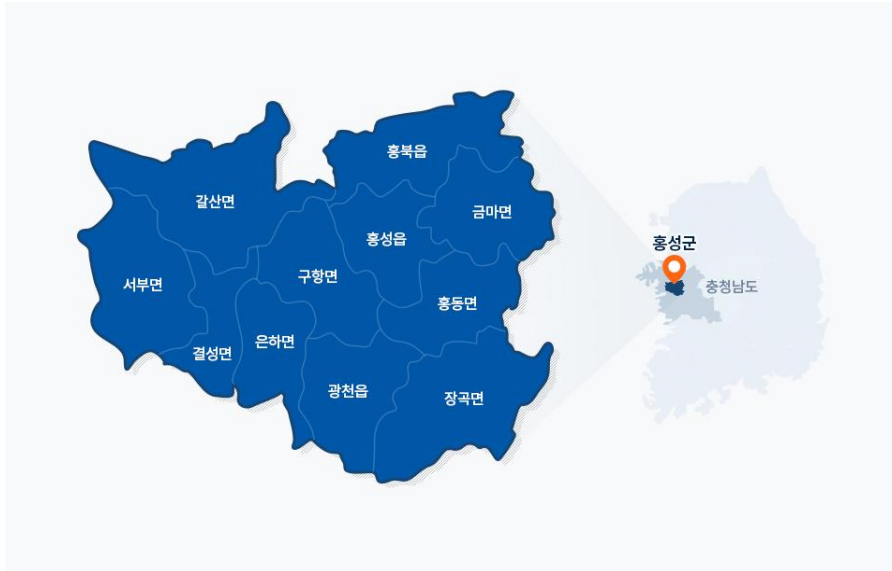 홍북읍
갈산면
금마면
홍성읍
구항면
서부면
홍동면
결성면
은하면
광천읍
장곡면
홍성군
충청남도